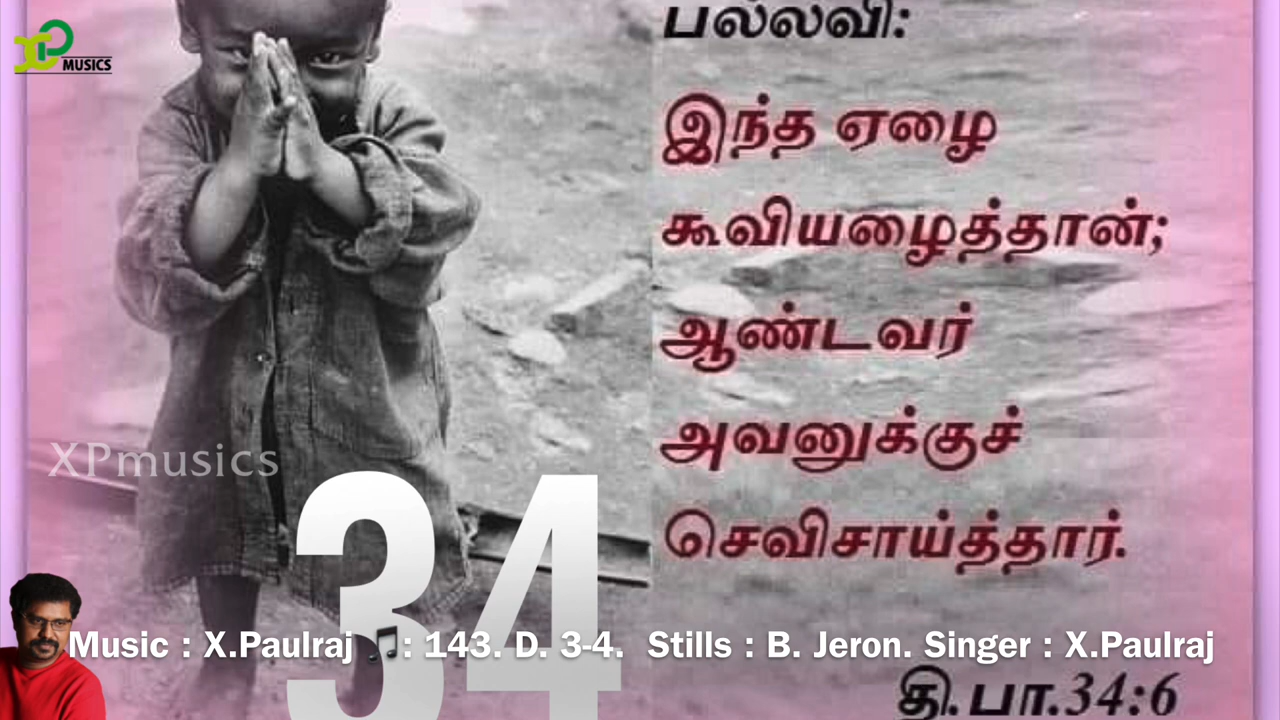 XP
MUSICS
பல்லவி:
இந்த ஏழை
கூவியழைத்தான்;
ஆண்டவர்
அவனுக்குச்
செவிசாய்த்தார்.
XPmusics
34
Music : X.Paulraj 🎵: 143. D. 3-4. Stills : B. Jeron. Singer : X.Paulraj
தி.பா.34:6